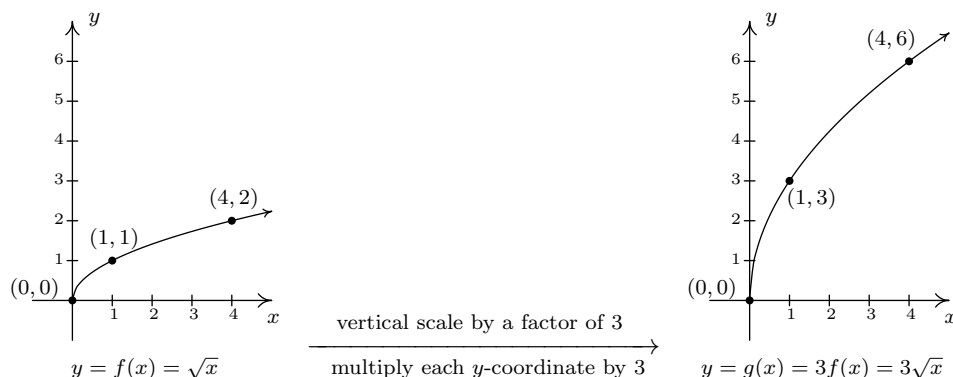 y
6
5
4
3
2
1
(0, 0)
(1, 1)
(4, 2)
1 2 3 4 x
y = f(x) = √x
vertical scale by a factor of 3
multiply each y-coordinate by 3
y
6
5
4
3
2
1
(0, 0)
(1, 3)
(4, 6)
1 2 3 4 x
y = g(x) = 3f(x) = 3√x